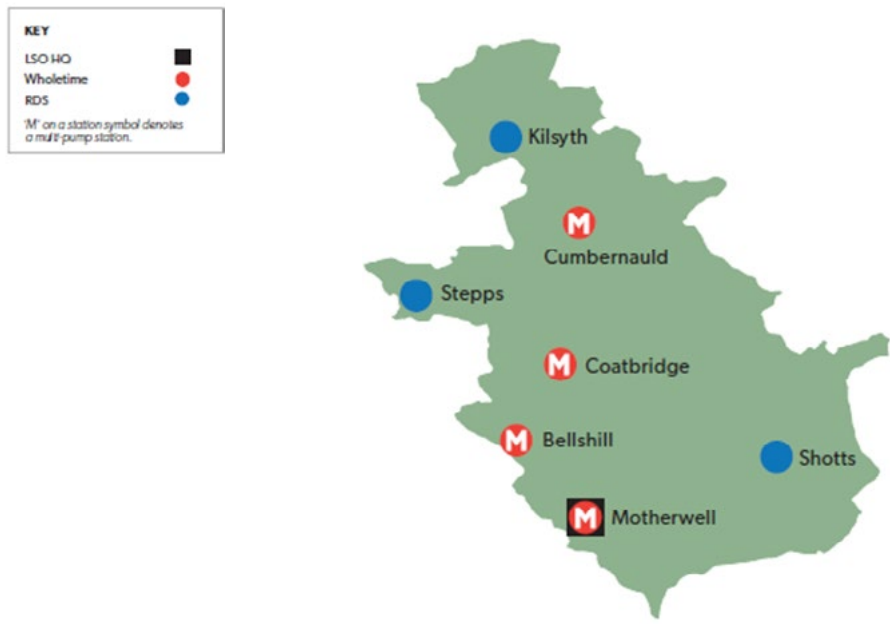 KEY
LSO HQ
Wholetime
RDS
'M' on a station symbol denotes
a multi-pump station.
Kilsyth
M
Cumbernauld
Stepps
M
Coatbridge
M
Bellshill
Shotts
M
Motherwell